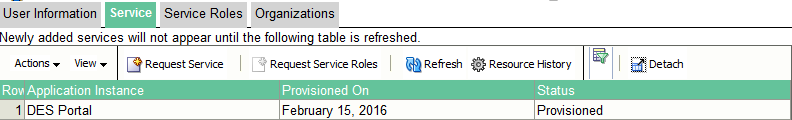 User Information Service Service Roles Organizations
Newly added services will not appear until the following table is refreshed.
Actions View Request Service Request Service Roles Refresh Resource History Detach
Row Application Instance Provisioned On Status
1 DES Portal February 15, 2016 Provisioned